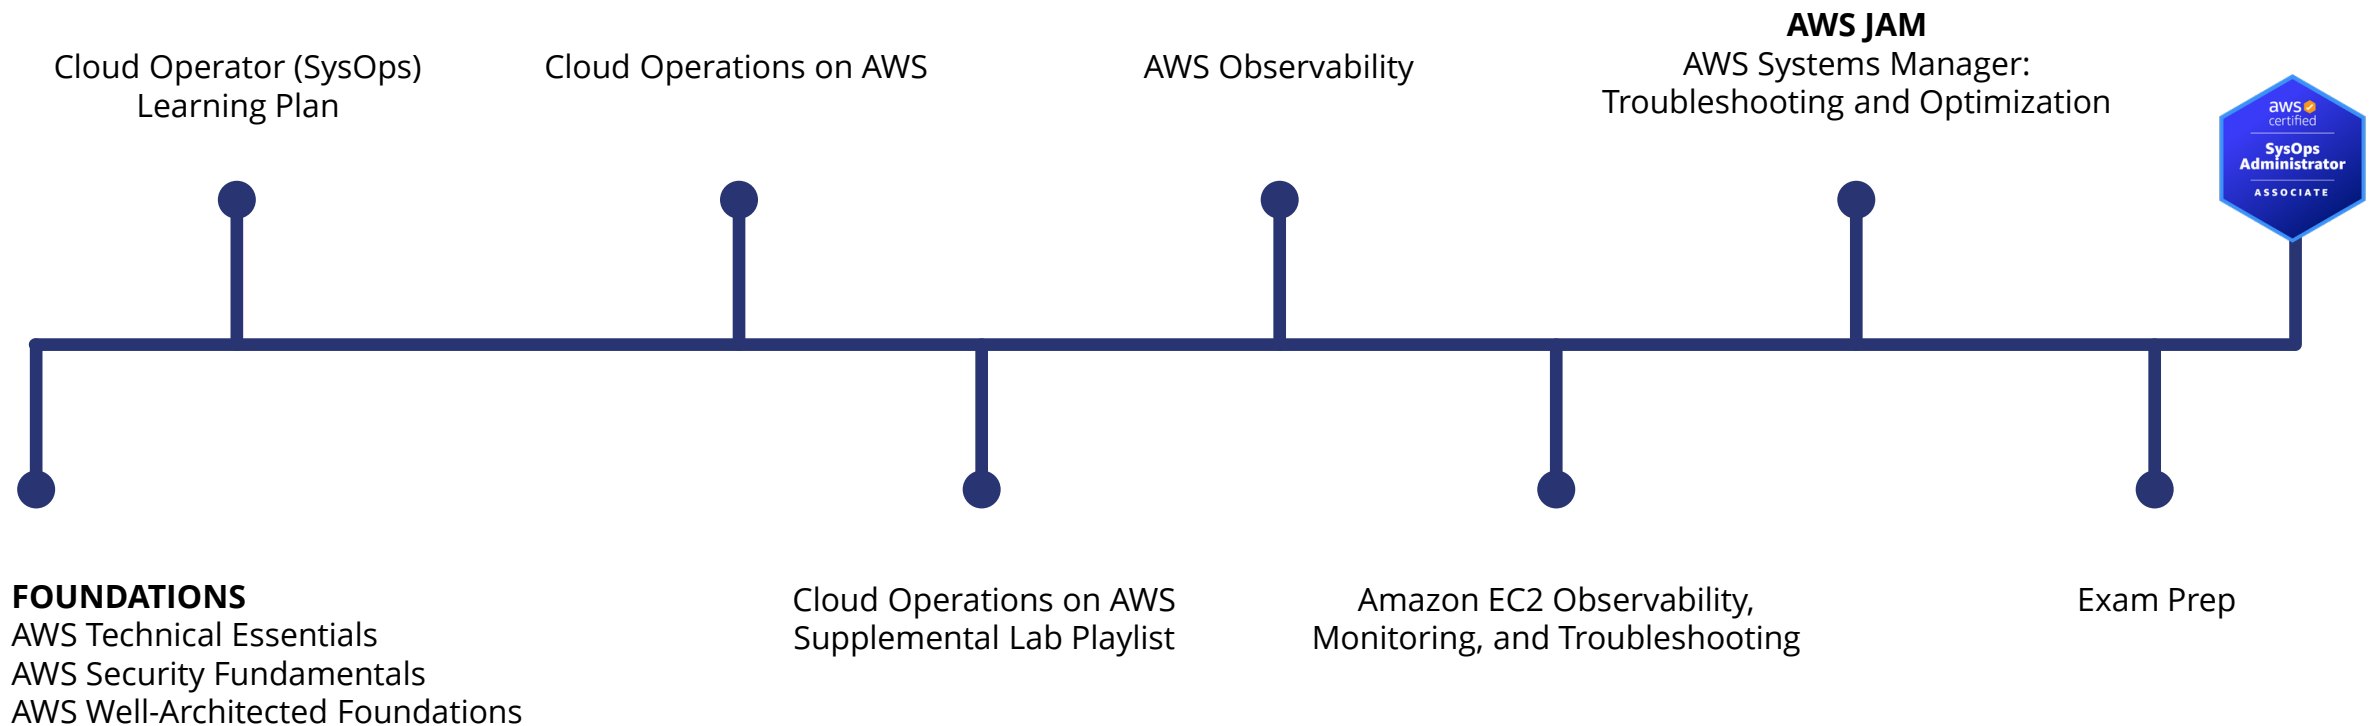 Cloud Operator (SysOps)
Learning Plan
Cloud Operations on AWS
AWS Observability
AWS JAM
AWS Systems Manager:
Troubleshooting and Optimization
aws
certified
SysOps
Administrator
ASSOCIATE
FOUNDATIONS
AWS Technical Essentials
AWS Security Fundamentals
AWS Well-Architected Foundations
Cloud Operations on AWS
Supplemental Lab Playlist
Amazon EC2 Observability,
Monitoring, and Troubleshooting
Exam Prep